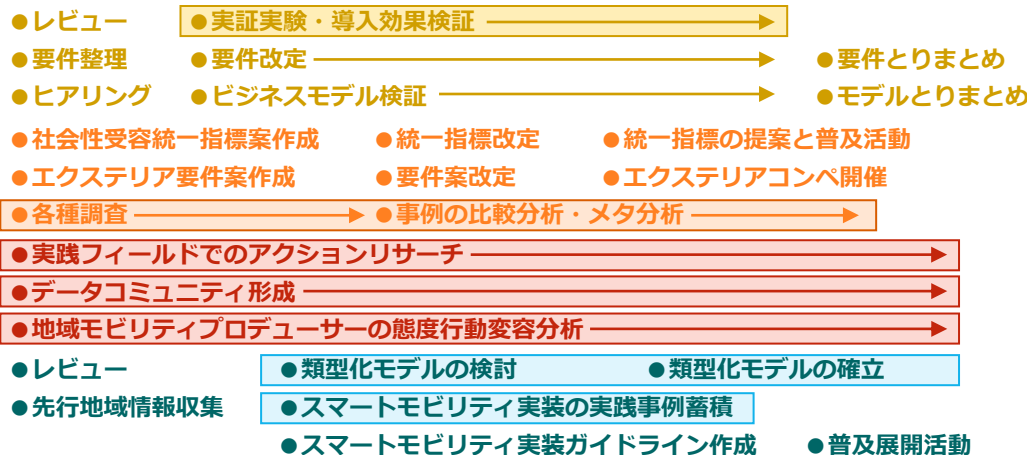 ●レビュー ●実証実験・導入効果検証
●要件整理 ●要件改定 ●要件とりまとめ
●ヒアリング ●ビジネスモデル検証 ●モデルとりまとめ
●社会性受容統一指標案作成 ●統一指標改定 ●統一指標の提案と普及活動
●エクステリア要件案作成 ●要件案改定 ●エクステリアコンペ開催
●各種調査 ●事例の比較分析・メタ分析
●実践フィールドでのアクションリサーチ
●データコミュニティ形成
●地域モビリティプロデューサーの態度行動変容分析
●レビュー ●類型化モデルの検討 ●類型化モデルの確立
●先行地域情報収集 ●スマートモビリティ実装の実践事例蓄積
●スマートモビリティ実装ガイドライン作成 ●普及展開活動